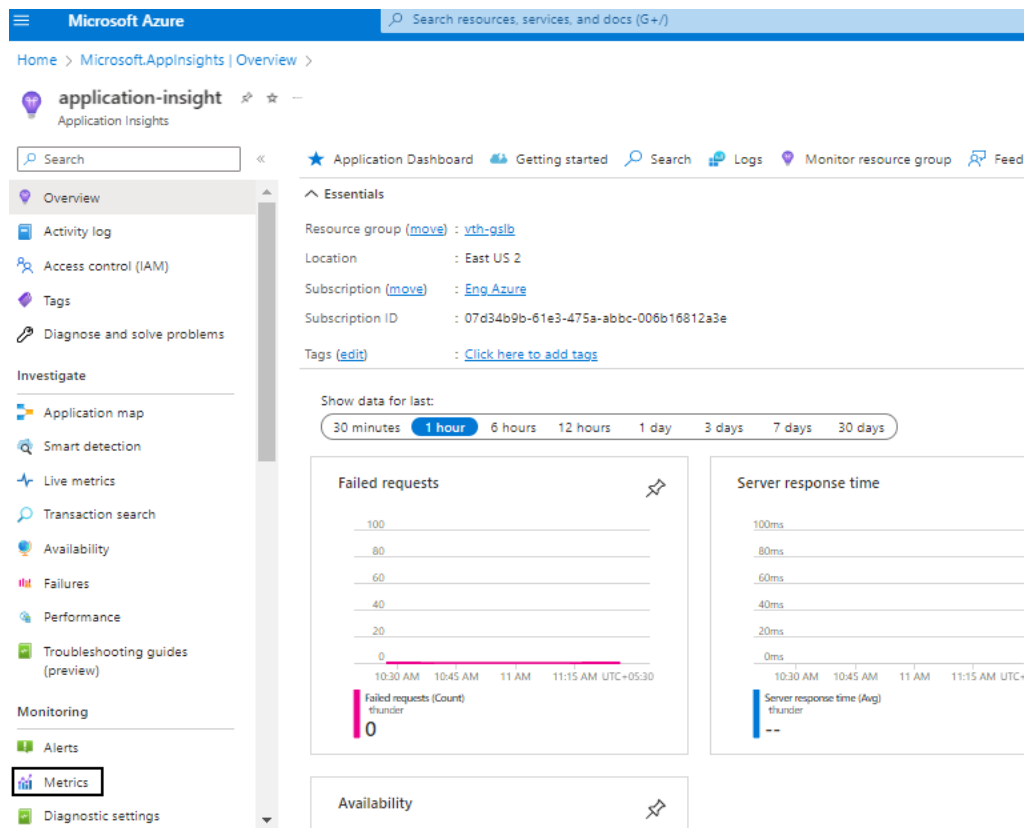 Microsoft Azure
Search resources, services, and docs (G+/)
Home > Microsoft.AppInsights | Overview >
application-insight
Application Insights
Search
Application Dashboard Getting started Search Logs Monitor resource group Feed
Overview
Activity log
Access control (IAM)
Tags
Diagnose and solve problems
Investigate
Application map
Smart detection
Live metrics
Transaction search
Availability
Failures
Performance
Troubleshooting guides
(preview)
Monitoring
Alerts
Metrics
Diagnostic settings
Essentials
Resource group (move) : vth-gslb
Location : East US 2
Subscription (move) : Eng Azure
Subscription ID : 07d34b9b-61e3-475a-abbc-006b16812a3e
Tags (edit) : Click here to add tags
Show data for last:
30 minutes 1 hour 6 hours 12 hours 1 day 3 days 7 days 30 days
Failed requests
100
80
60
40
20
0
10:30 AM 10:45 AM 11 AM 11:15 AM UTC+05:30
Failed requests (Count)
thunder
0
Server response time
100ms
80ms
60ms
40ms
20ms
0ms
10:30 AM 10:45 AM 11 AM 11:15 AM UTC+
Server response time (Avg)
thunder
--
Availability